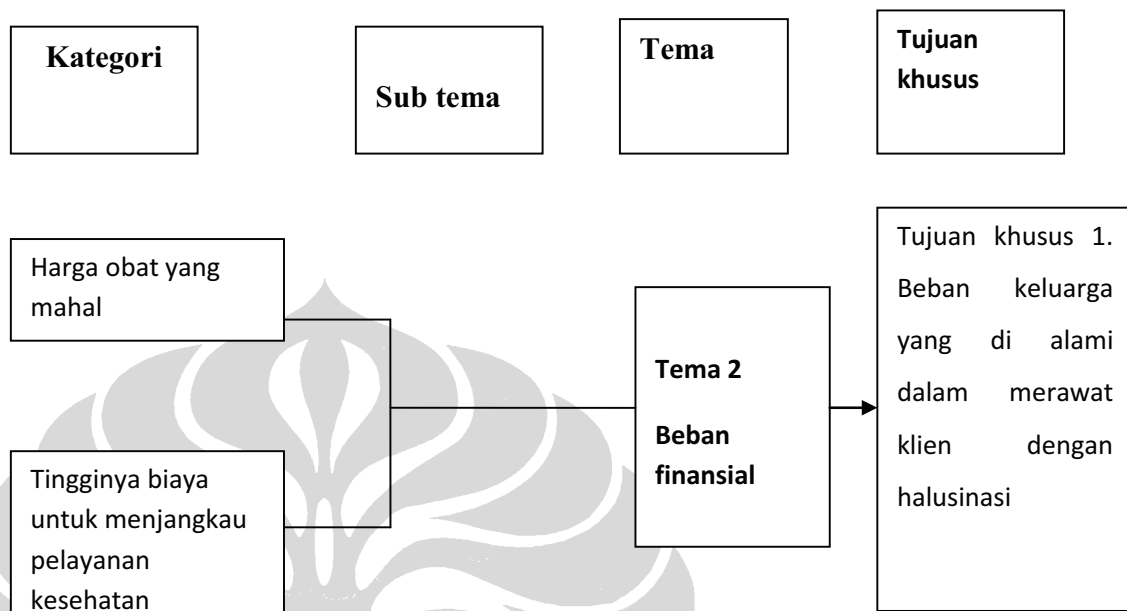 Kategori
Sub tema
Tema
Tujuan
khusus
Harga obat yang
mahal
Tingginya biaya
untuk menjangkau
pelayanan
kesehatan
Tema 2
Beban
finansial
Tujuan khusus 1.
Beban keluarga
yang di alami
dalam merawat
klien dengan
halusinasi